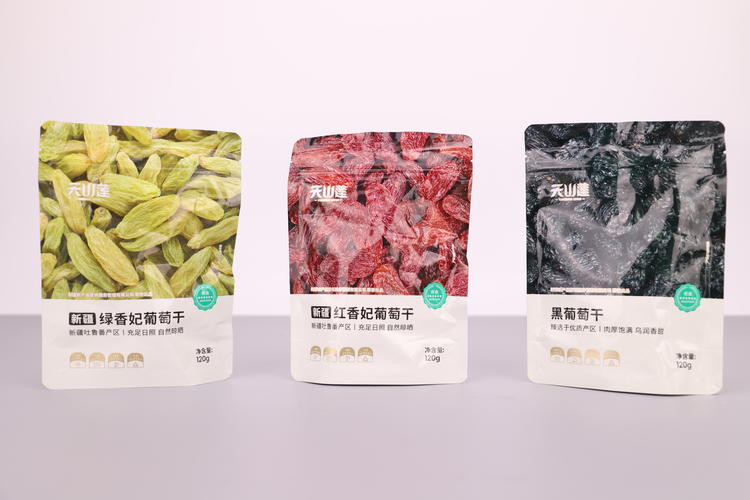 天山莲
新疆 绿香妃葡萄干
新疆吐鲁番产区 | 充足日照 自然晾晒
净含量:
120g
天山莲
新疆 红香妃葡萄干
新疆吐鲁番产区 | 充足日照 自然晾晒
净含量:
120g
天山莲
黑葡萄干
臻选于优质产区 | 肉厚饱满 乌润香甜
净含量:
120g